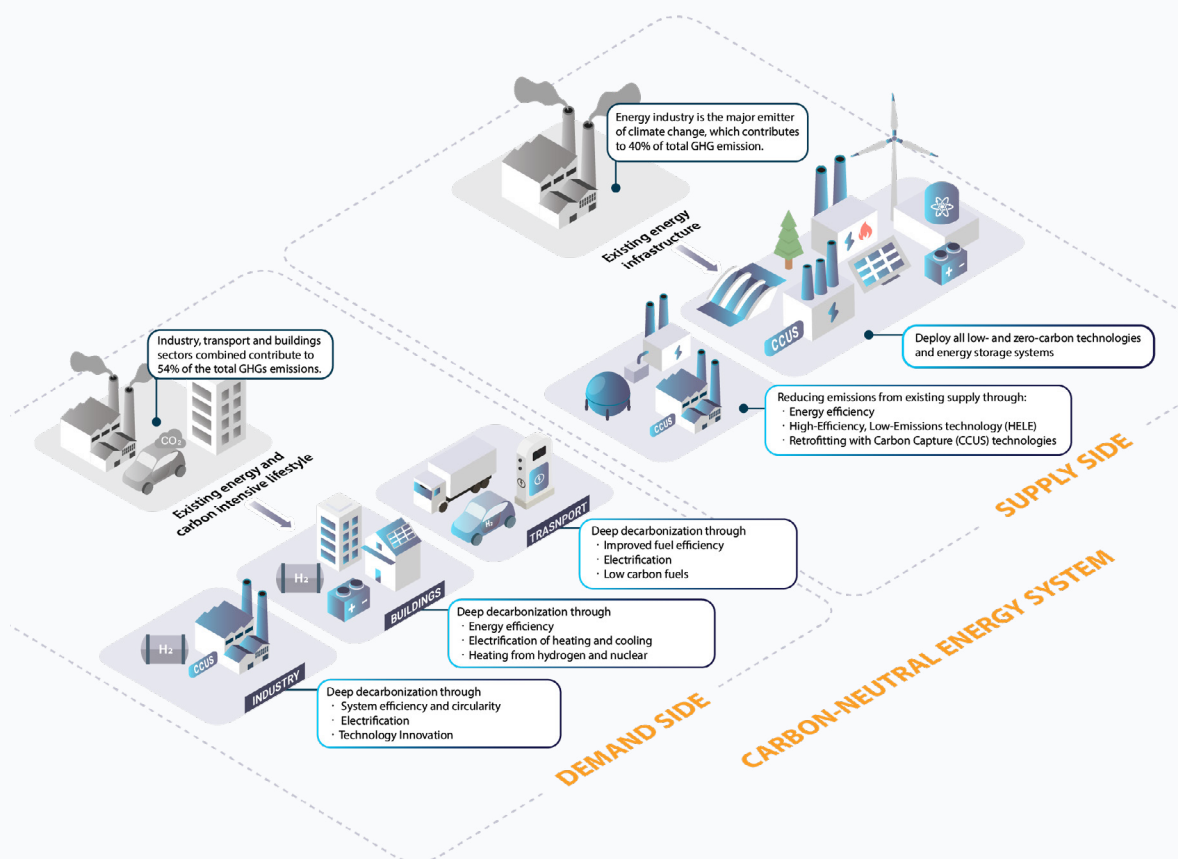 Energy industry is the major emitter
of climate change, which contributes
to 40% of total GHG emission.
Existing energy
infrastructure
CCUS
Deploy all low- and zero-carbon technologies
and energy storage systems
CCUS
Reducing emissions from existing supply through:
· Energy efficiency
· High-Efficiency, Low-Emissions technology (HELE)
· Retrofitting with Carbon Capture (CCUS) technologies
SUPPLY SIDE
Industry, transport and buildings
sectors combined contribute to
54% of the total GHGs emissions.
CO₂
Existing energy and
carbon intensive lifestyle
H₂
TRASNPORT
Deep decarbonization through
· Improved fuel efficiency
· Electrification
· Low carbon fuels
H₂
BUILDINGS
Deep decarbonization through
· Energy efficiency
· Electrification of heating and cooling
· Heating from hydrogen and nuclear
H₂
CCUS
INDUSTRY
Deep decarbonization through
· System efficiency and circularity
· Electrification
· Technology Innovation
DEMAND SIDE
CARBON-NEUTRAL ENERGY SYSTEM